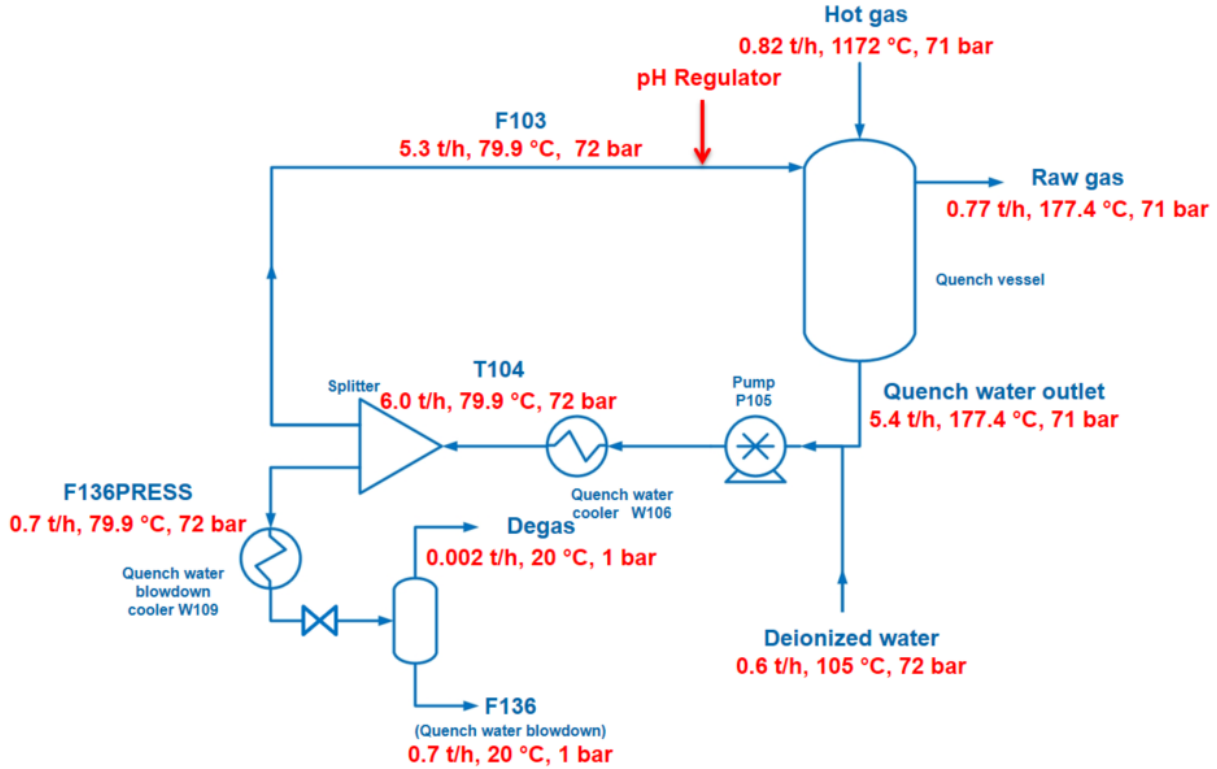 Hot gas
0.82 t/h, 1172 °C, 71 bar
pH Regulator
F103
5.3 t/h, 79.9 °C, 72 bar
Raw gas
0.77 t/h, 177.4 °C, 71 bar
Quench vessel
T104
Splitter
6.0 t/h, 79.9 °C, 72 bar
Pump
P105
Quench water outlet
5.4 t/h, 177.4 °C, 71 bar
F136PRESS
0.7 t/h, 79.9 °C, 72 bar
Quench water
cooler W106
Degas
0.002 t/h, 20 °C, 1 bar
Quench water
blowdown
cooler W109
Deionized water
0.6 t/h, 105 °C, 72 bar
F136
(Quench water blowdown)
0.7 t/h, 20 °C, 1 bar